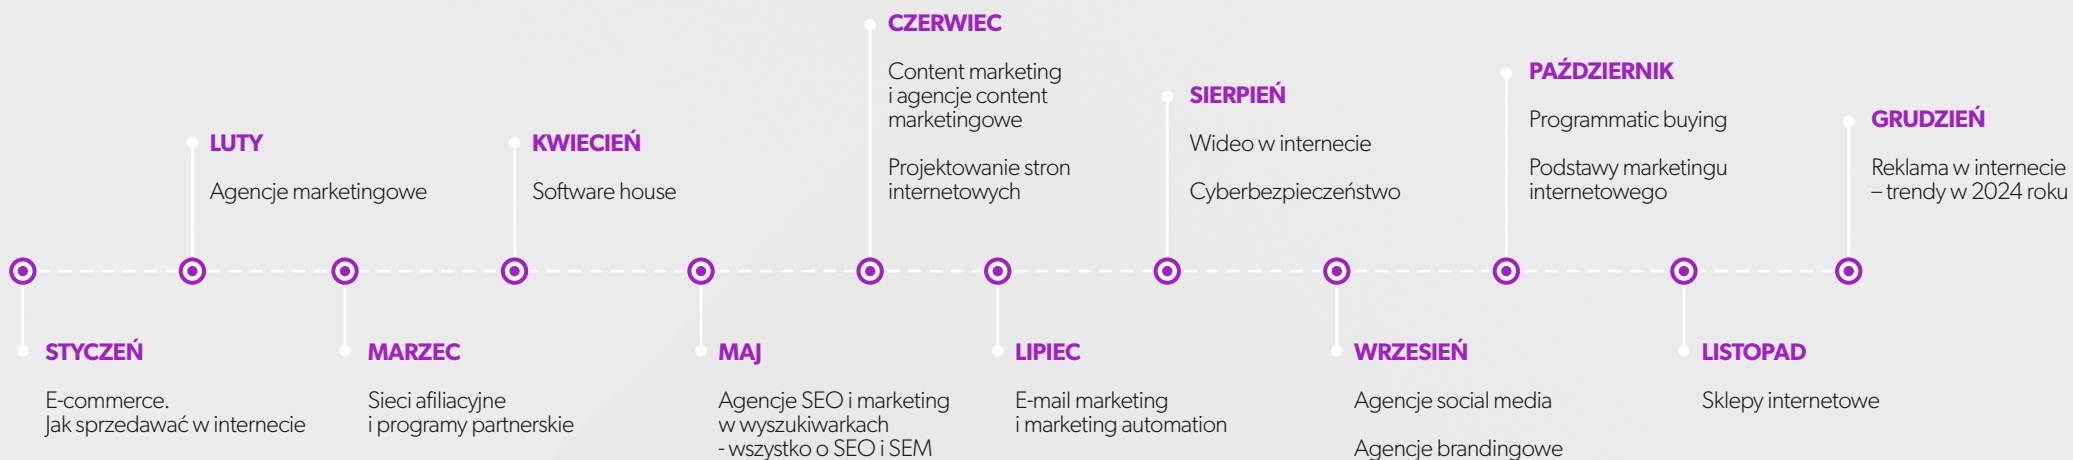 STYCZEŃ
E-commerce.
Jak sprzedawać w internecie
LUTY
Agencje marketingowe
MARZEC
Sieci afiliacyjne
i programy partnerskie
KWIECIEŃ
Software house
MAJ
Agencje SEO i marketing
w wyszukiwarkach
- wszystko o SEO i SEM
CZERWIEC
Content marketing
i agencje content
marketingowe
Projektowanie stron
internetowych
LIPIEC
E-mail marketing
i marketing automation
SIERPIEŃ
Wideo w internecie
Cyberbezpieczeństwo
WRZESIEŃ
Agencje social media
Agencje brandingowe
PAŹDZIERNIK
Programmatic buying
Podstawy marketingu
internetowego
LISTOPAD
Sklepy internetowe
GRUDZIEŃ
Reklama w internecie
– trendy w 2024 roku